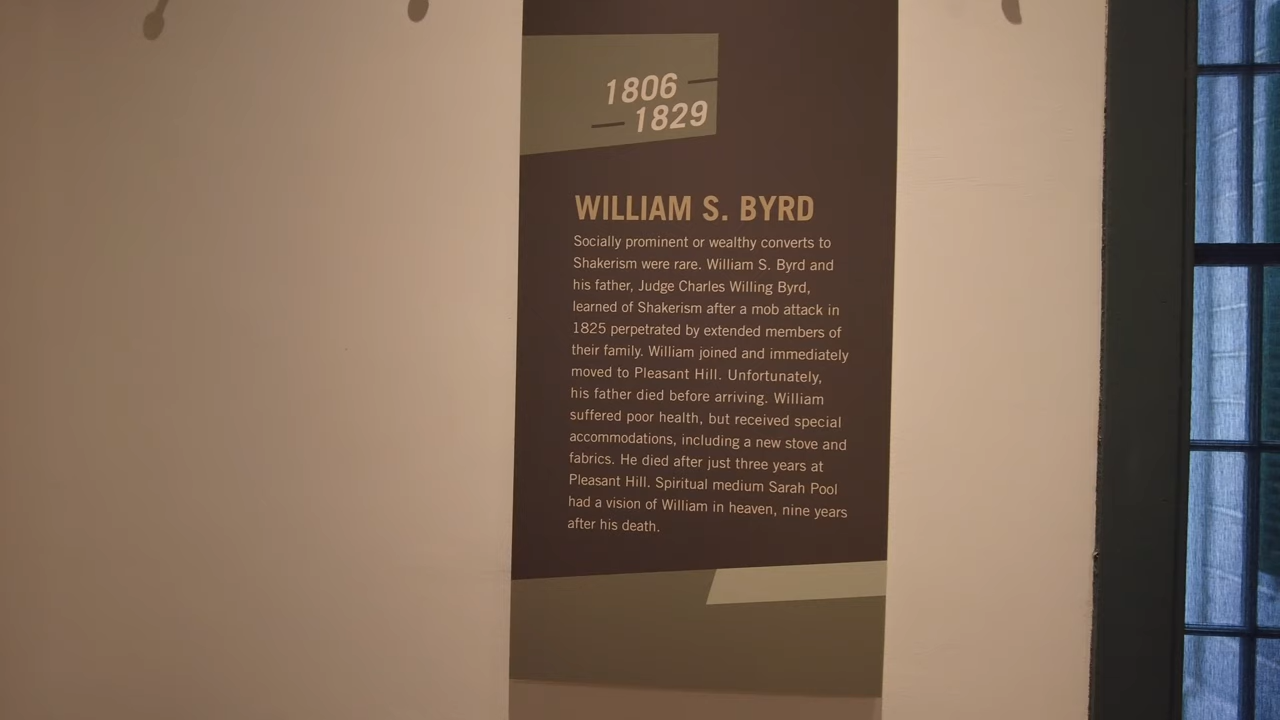 1806
1829
WILLIAM S. BYRD
Socially prominent or wealthy converts to
Shakerism were rare. William S. Byrd and
his father, Judge Charles Willing Byrd,
learned of Shakerism after a mob attack in
1825 perpetrated by extended members of
their family. William joined and immediately
moved to Pleasant Hill. Unfortunately,
his father died before arriving. William
suffered poor health, but received special
accommodations, including a new stove and
fabrics. He died after just three years at
Pleasant Hill. Spiritual medium Sarah Pool
had a vision of William in heaven, nine years
after his death.